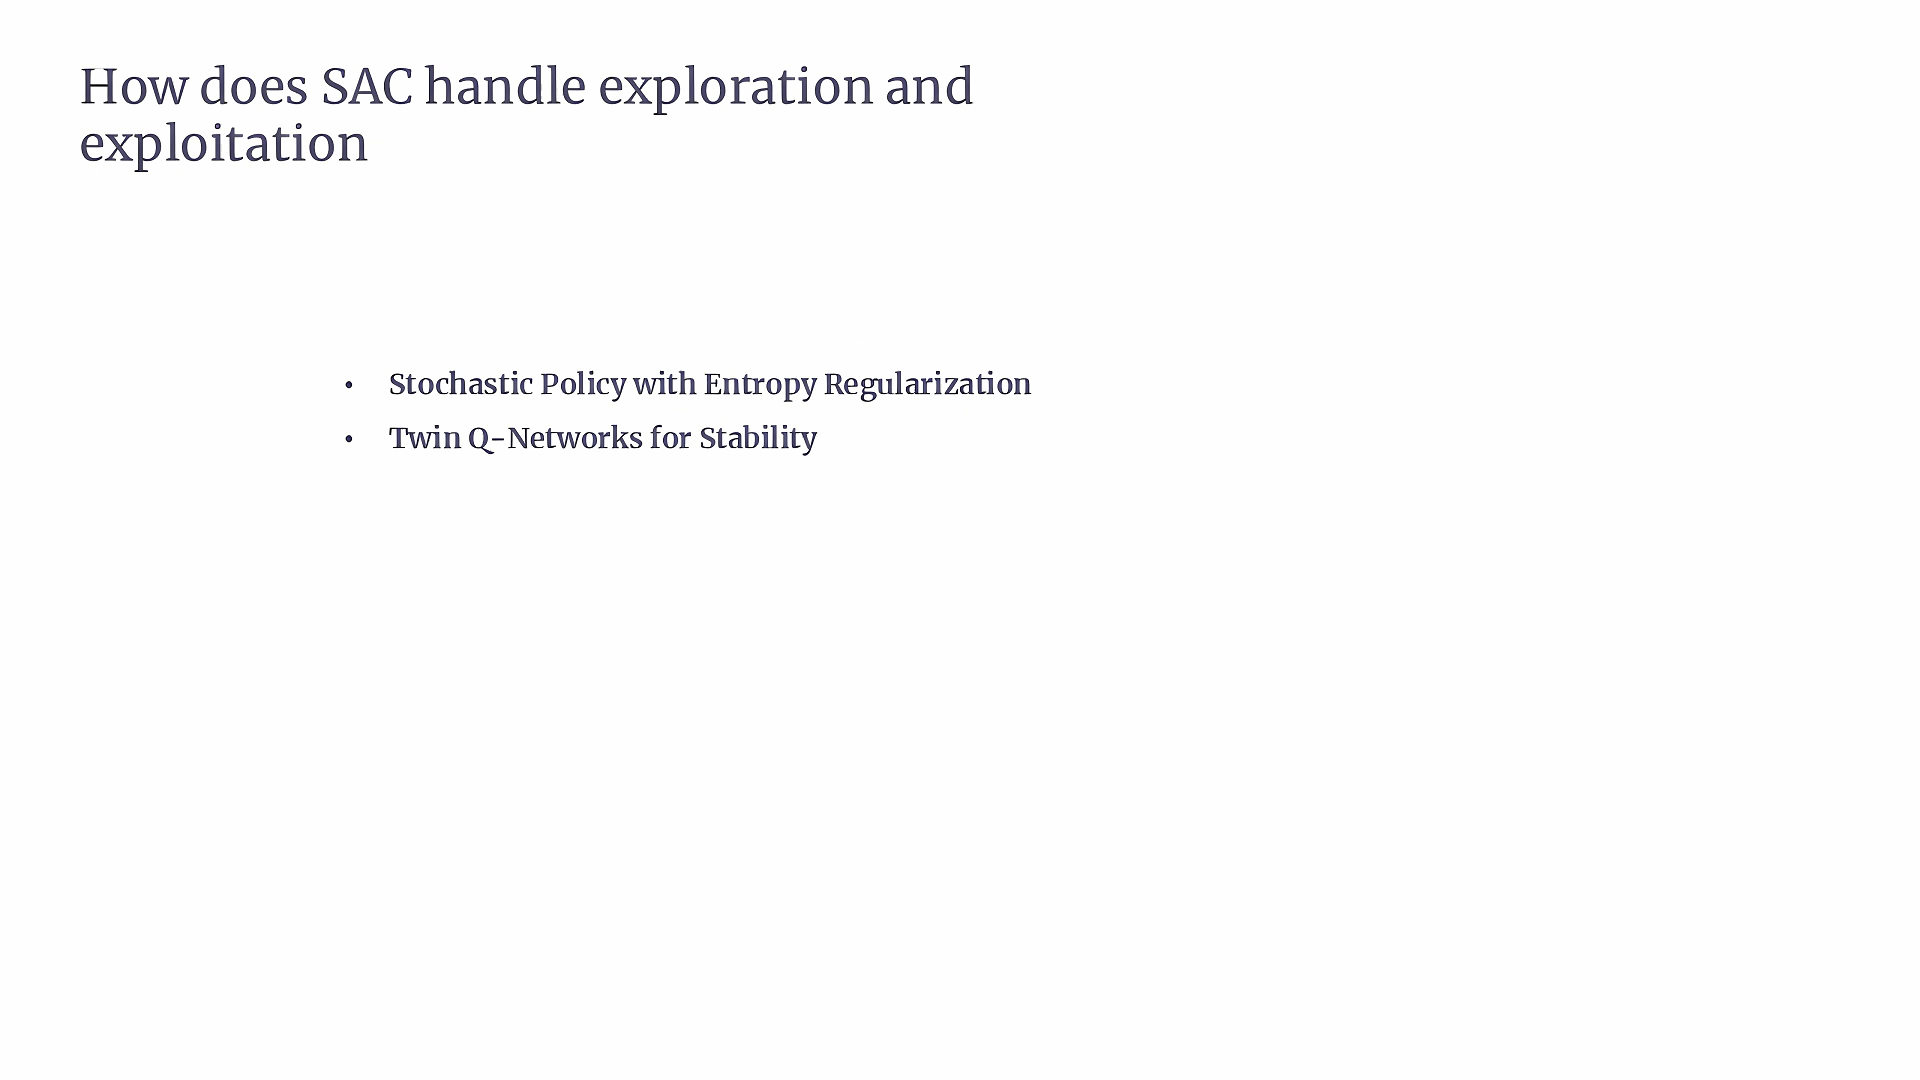 How does SAC handle exploration and
exploitation
• Stochastic Policy with Entropy Regularization
• Twin Q-Networks for Stability